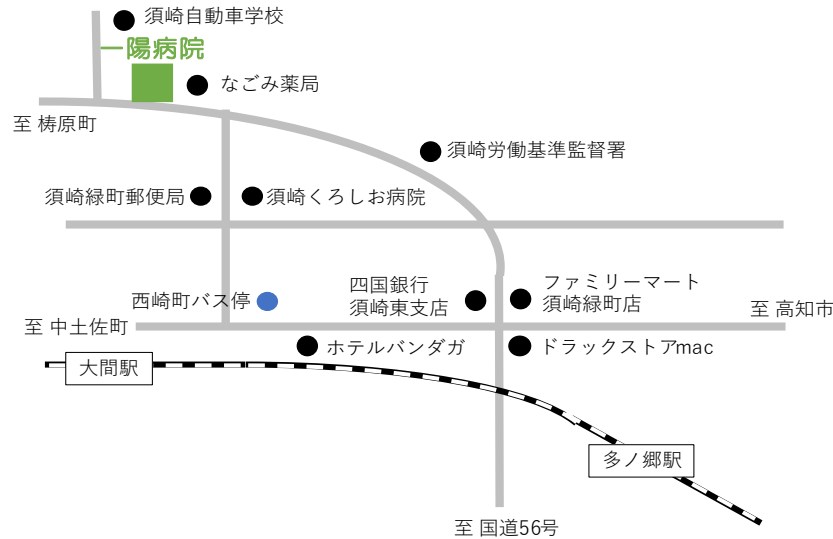 須崎自動車学校
一陽病院
なごみ薬局
至 梼原町
須崎労働基準監督署
須崎緑町郵便局
須崎くろしお病院
四国銀行
須崎東支店
ファミリーマート
須崎緑町店
西崎町バス停
至 高知市
至 中土佐町
ホテルバンダガ
ドラックストアmac
大間駅
多ノ郷駅
至 国道56号